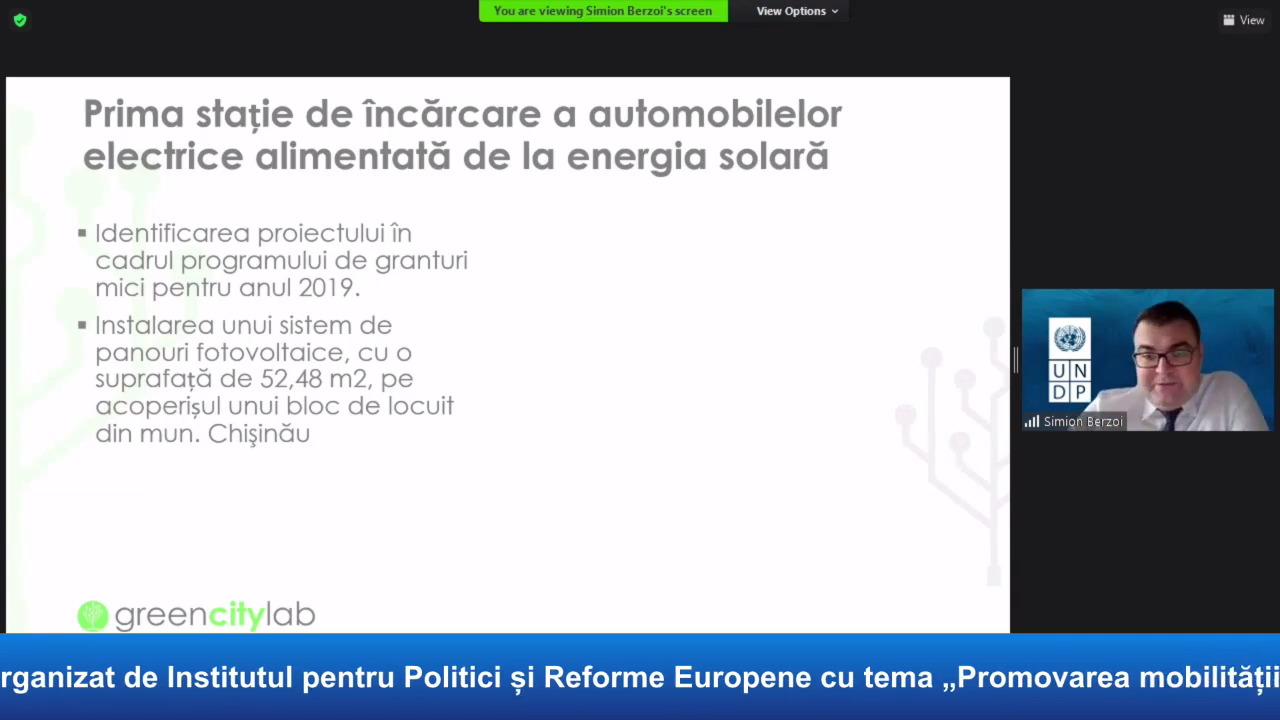 You are viewing Simion Berzoi's screen
View Options
View
Prima stație de încărcare a automobilelor
electrice alimentată de la energia solară
▪ Identificarea proiectului în
cadrul programului de granturi
mici pentru anul 2019.
▪ Instalarea unui sistem de
panouri fotovoltaice, cu o
suprafață de 52,48 m2, pe
acoperișul unui bloc de locuit
din mun. Chişinău
U N
D P
Simion Berzoi
greencitylab
rganizat de Institutul pentru Politici și Reforme Europene cu tema „Promovarea mobilității